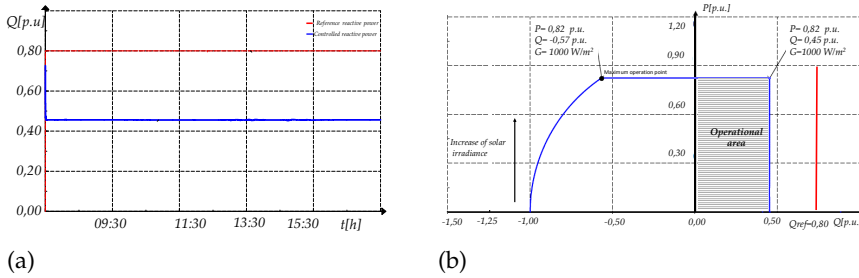 Q[p.u]
Reference reactive power
Controlled reactive power
0,80
0,60
0,40
0,20
0,00
09:30
11:30
13:30
15:30
t[h]
(a)
P[p.u.]
P= 0,82 p.u.
Q= -0,57 p.u.
G= 1000 W/m²
1,20
P= 0,82 p.u.
Q= 0,45 p.u.
G=1000 W/m²
0,90
Maximum operation point
0,60
Increase of solar
irradiance
Operational
area
0,30
-1,50
-1,00
-0,50
0,00
0,50
Qref=0,80
Q[p.u.]
(b)